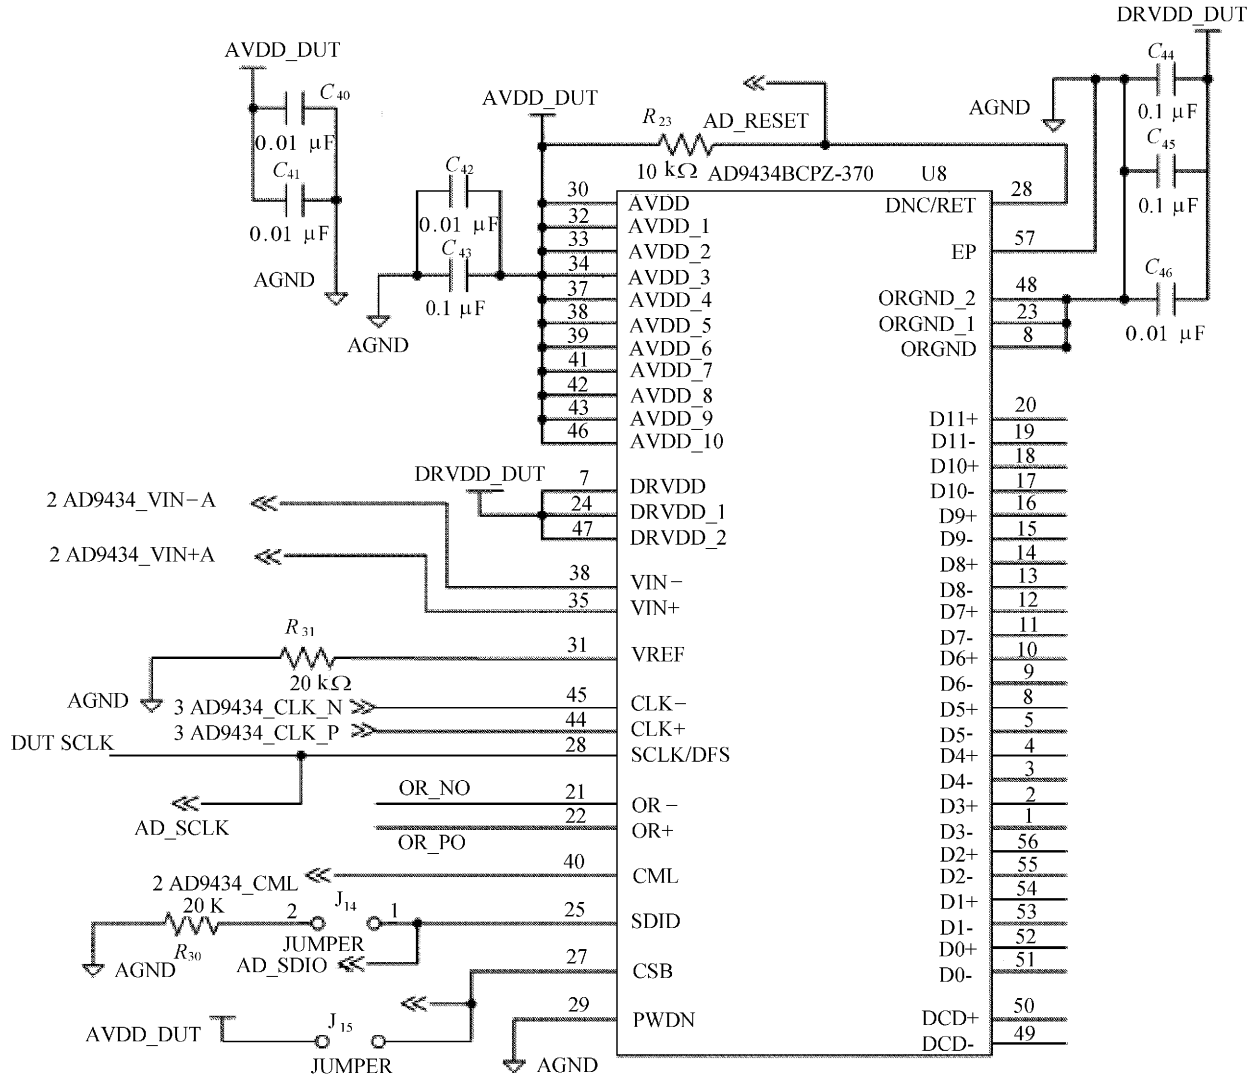 DRVDD_DUT
AVDD_DUT
C44
C40
AVDD_DUT
AGND
R23
AD_RESET
0.1 μF
0.01 μF
C45
C41
C42
10 kΩ
AD9434BCPZ-370
U8
30
AVDD
DNC/RET
28
0.01 μF
0.1 μF
32
AVDD_1
0.01 μF
C43
33
AVDD_2
EP
57
AGND
34
AVDD_3
C46
0.1 μF
37
AVDD_4
ORGND_2
48
AGND
38
AVDD_5
ORGND_1
23
0.01 μF
39
AVDD_6
ORGND
8
41
AVDD_7
42
AVDD_8
43
AVDD_9
D11+
20
46
AVDD_10
D11-
19
D10+
18
DRVDD_DUT
7
DRVDD
D10-
17
2 AD9434_VIN−A
24
DRVDD_1
D9+
16
47
DRVDD_2
D9-
15
2 AD9434_VIN+A
D8+
14
38
VIN−
D8-
13
35
VIN+
D7+
12
R31
D7-
11
31
VREF
D6+
10
20 kΩ
D6-
9
AGND
3 AD9434_CLK_N
45
CLK−
D5+
8
3 AD9434_CLK_P
44
CLK+
D5-
5
DUT SCLK
28
SCLK/DFS
D4+
4
D4-
3
OR_NO
21
OR−
D3+
2
AD_SCLK
22
OR+
D3-
1
OR_PO
D2+
56
40
CML
D2-
55
2 AD9434_CML
J14
D1+
54
20 K
2
1
25
SDID
D1-
53
R30
JUMPER
D0+
52
AGND
AD_SDIO
27
CSB
D0-
51
AVDD_DUT
J15
29
PWDN
DCD+
50
JUMPER
AGND
DCD-
49